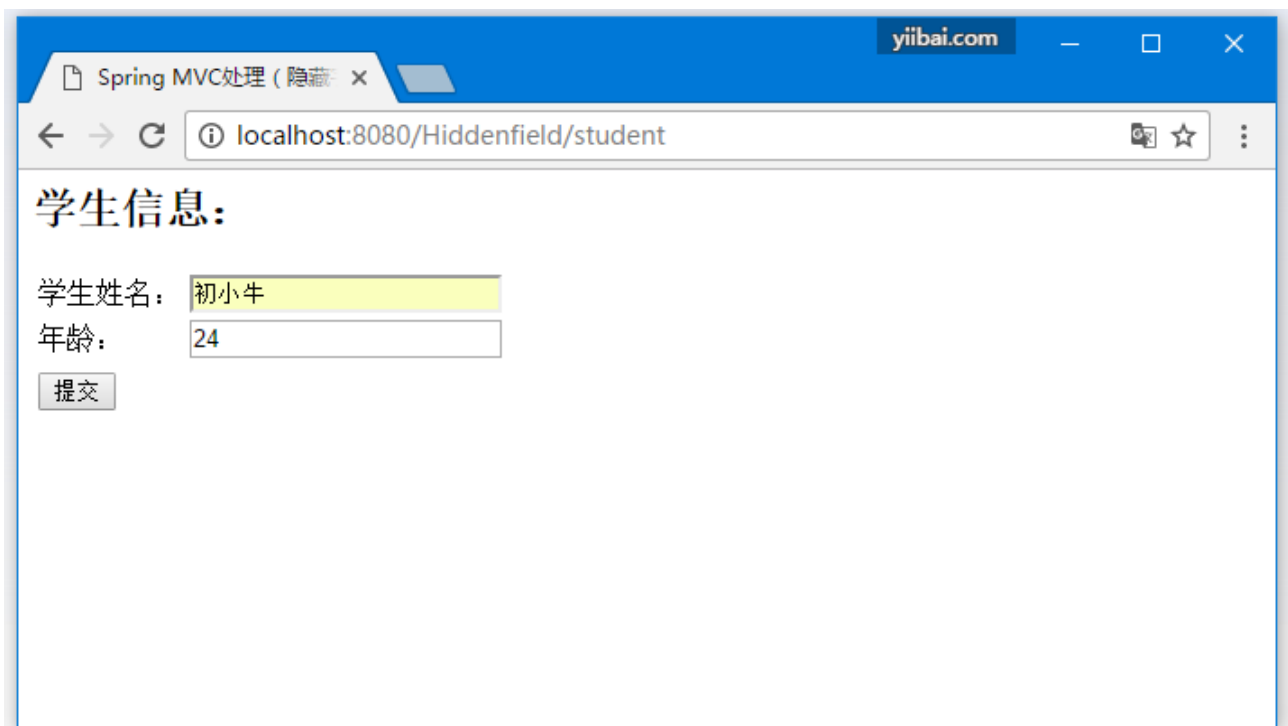 yiibai.com
Spring MVC处理（隐藏
localhost:8080/Hiddenfield/student
学生信息：
学生姓名： 初小牛
年龄： 24
提交